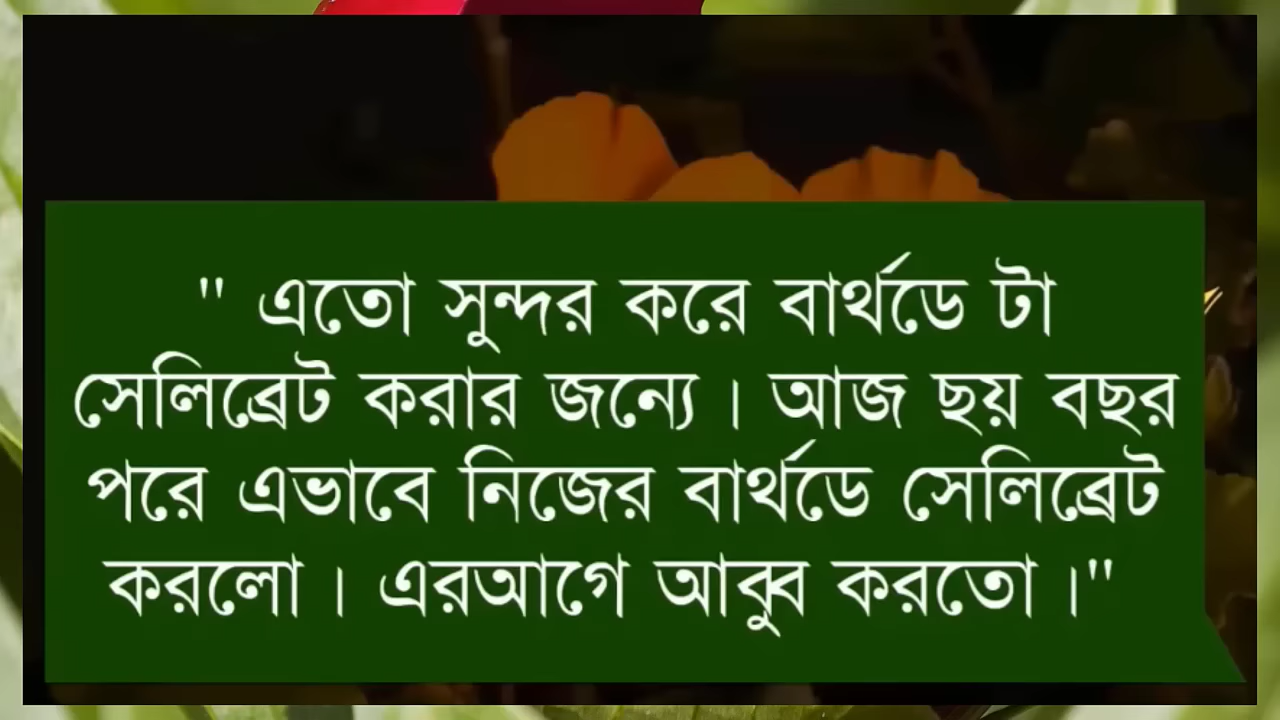 " এতো সুন্দর করে বার্থডে টা
সেলিব্রেট করার জন্যে । আজ ছয় বছর
পরে এভাবে নিজের বার্থডে সেলিব্রেট
করলো । এরআগে আব্বু করতো ।"